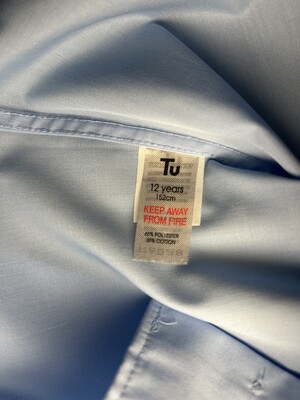 Tu
12 years
152cm
KEEP AWAY
FROM FIRE
65% POLYESTER
35% COTTON